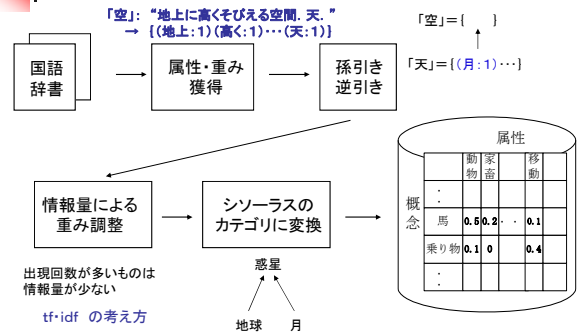 「空」: “地上に高くそびえる空間. 天. ”
→ {(地上:1)(高く:1)･･･(天:1)}
「空」={ }
「天」={(月:1)･･･}
国語
辞書
属性・重み
獲得
孫引き
逆引き
属性
動物 家畜 移動
概念
:
馬 0.5 0.2 ・ ・ 0.1
乗り物 0.1 0 0.4
:
情報量による
重み調整
シソーラスの
カテゴリに変換
出現回数が多いものは
情報量が少ない
tf・idf の考え方
惑星
地球 月